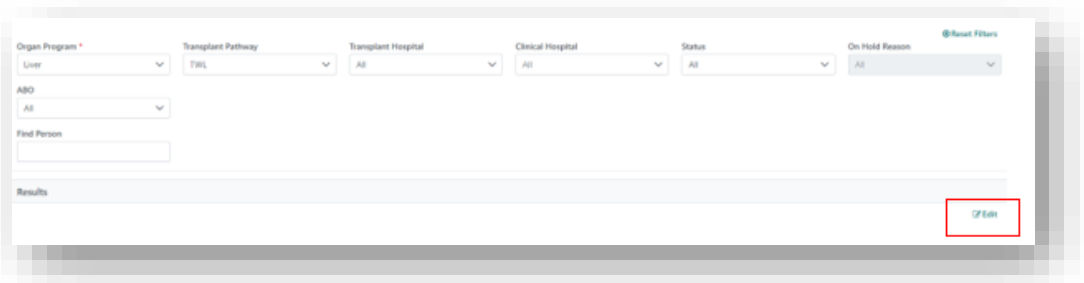 Reset Filters
Organ Program * Transplant Pathway Transplant Hospital Clinical Hospital Status On Hold Reason
Liver TWL All All All All
ABO
All
Find Person
Results
Edit